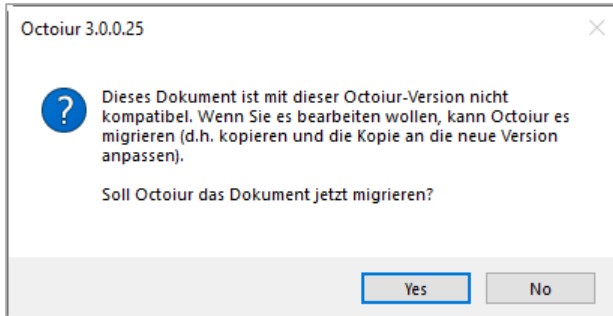 Octoiur 3.0.0.25
?
Dieses Dokument ist mit dieser Octoiur-Version nicht
kompatibel. Wenn Sie es bearbeiten wollen, kann Octoiur es
migrieren (d.h. kopieren und die Kopie an die neue Version
anpassen).
Soll Octoiur das Dokument jetzt migrieren?
Yes
No